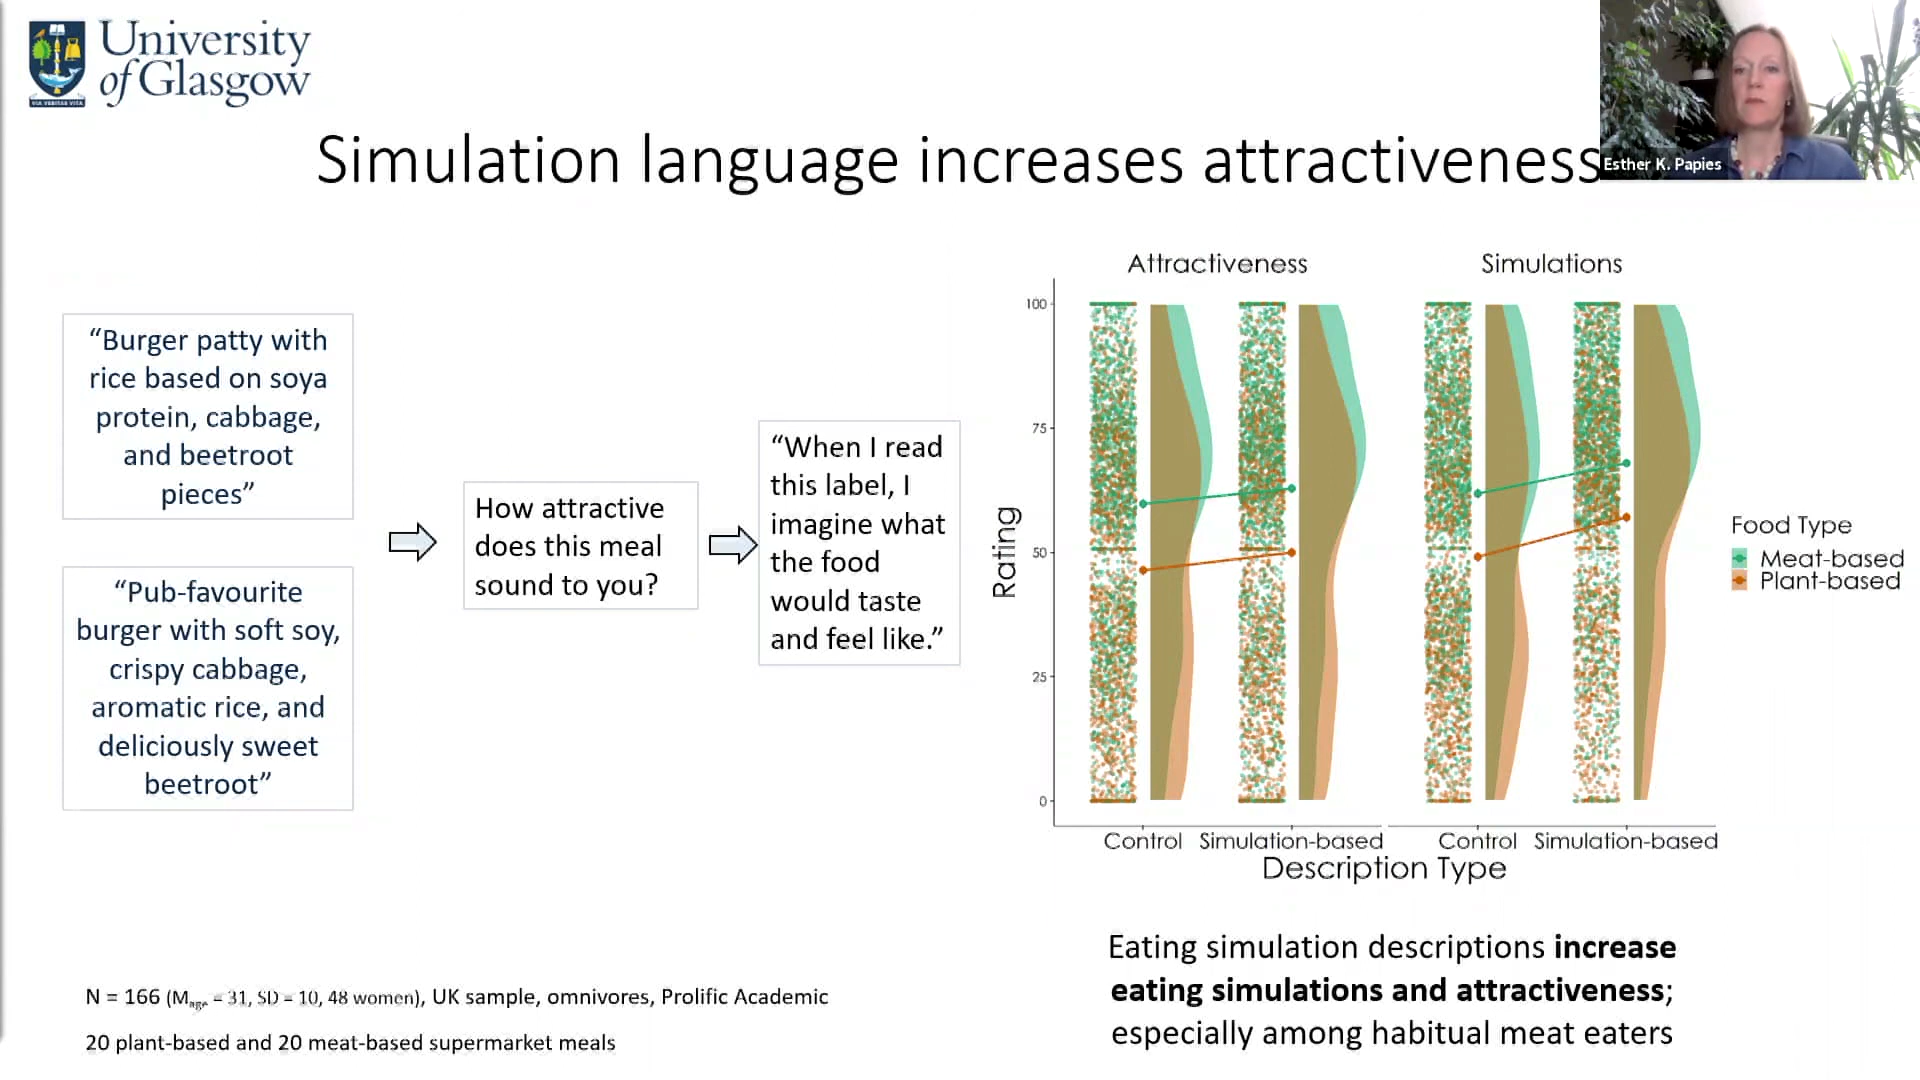 University
of Glasgow
VIA VERITAS VITA
Simulation language increases attractiveness
Esther K. Papies
“Burger patty with
rice based on soya
protein, cabbage,
and beetroot
pieces”
“Pub-favourite
burger with soft soy,
crispy cabbage,
aromatic rice, and
deliciously sweet
beetroot”
How attractive
does this meal
sound to you?
“When I read
this label, I
imagine what
the food
would taste
and feel like.”
Attractiveness
Simulations
100
75
50
25
0
Rating
Control Simulation-based Control Simulation-based
Description Type
Food Type
Meat-based
Plant-based
Eating simulation descriptions increase
eating simulations and attractiveness;
especially among habitual meat eaters
N = 166 (Mage = 31, SD = 10, 48 women), UK sample, omnivores, Prolific Academic
20 plant-based and 20 meat-based supermarket meals